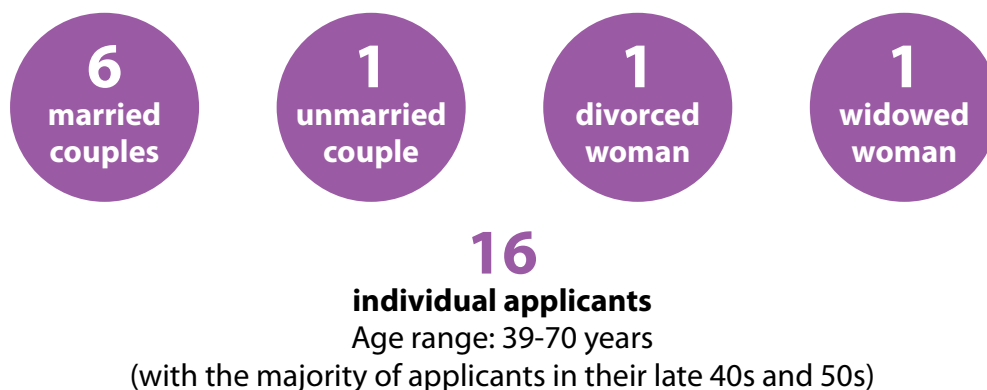 6
married
couples
1
unmarried
couple
1
divorced
woman
1
widowed
woman
16
individual applicants
Age range: 39-70 years
(with the majority of applicants in their late 40s and 50s)